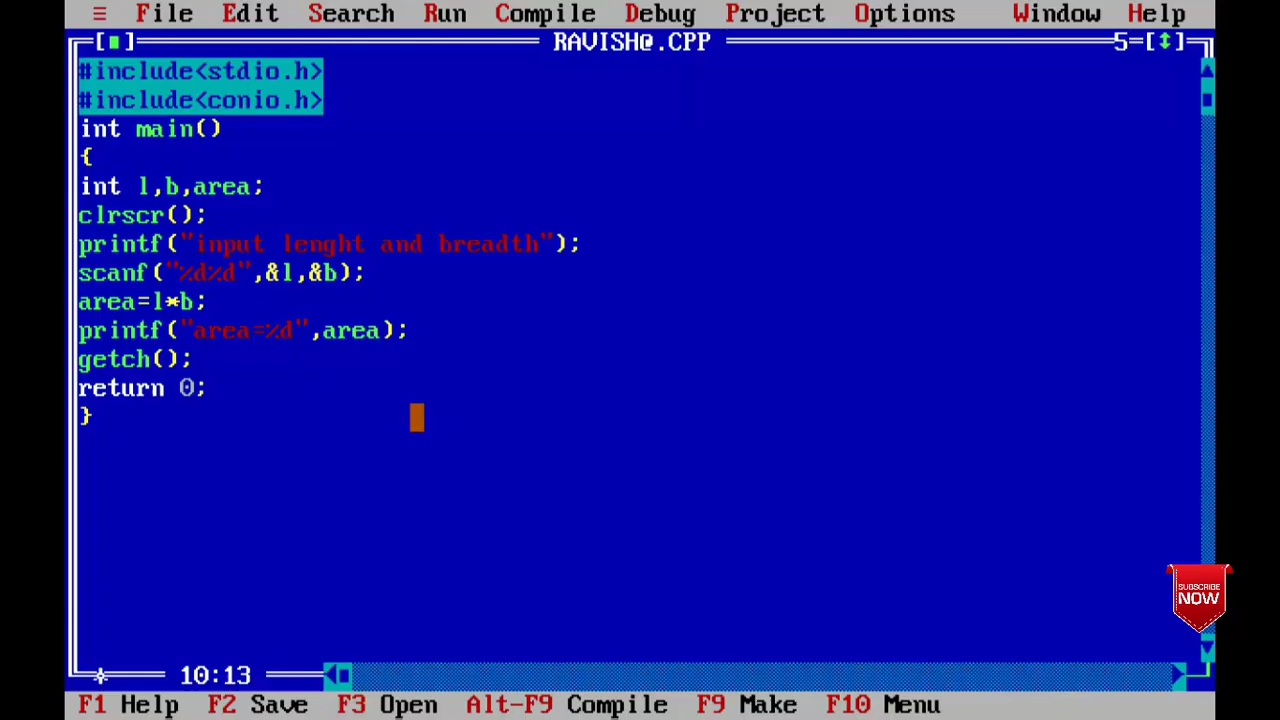 ≡ File Edit Search Run Compile Debug Project Options Window Help
[■] RAVISH@.CPP 5=[↕]
#include<stdio.h>
#include<conio.h>
int main()
{
int l,b,area;
clrscr();
printf("input lenght and breadth");
scanf("%d%d",&l,&b);
area=l*b;
printf("area=%d",area);
getch();
return 0;
}
SUBSCRIBE
NOW
10:13
F1 Help F2 Save F3 Open Alt-F9 Compile F9 Make F10 Menu